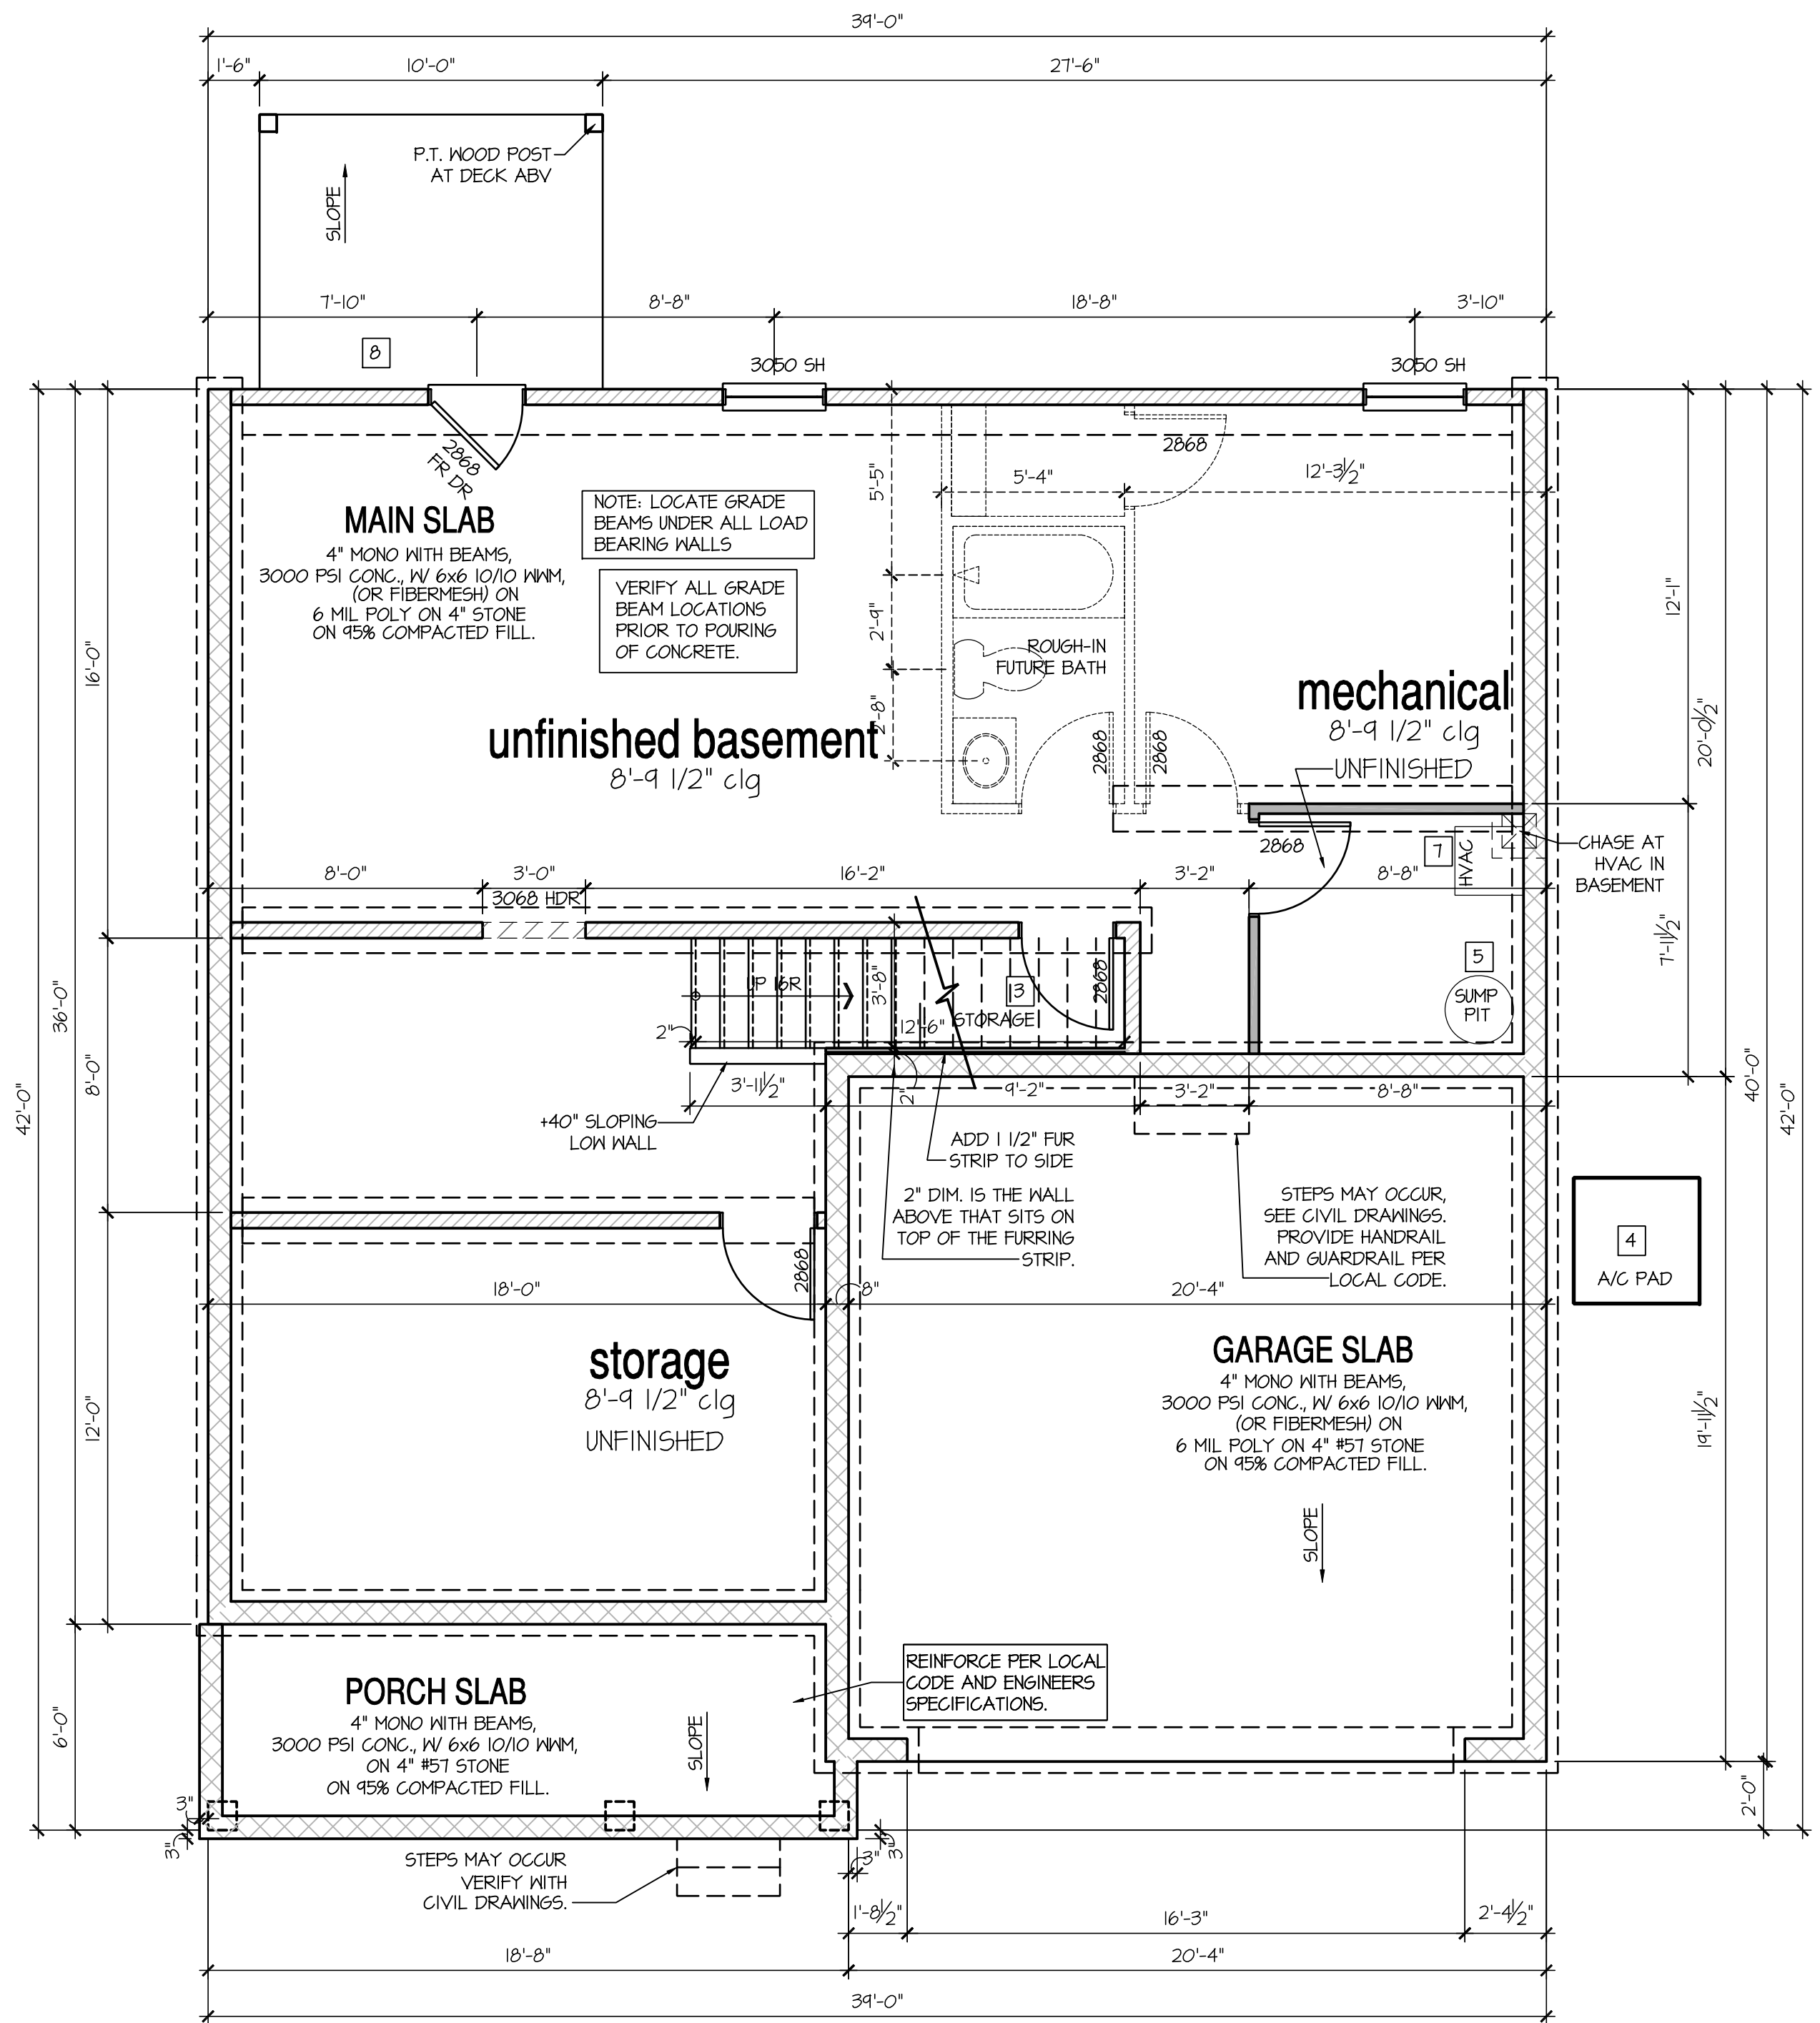 39'-0"
1'-6"
10'-0"
27'-6"
P.T. WOOD POST
AT DECK ABV
SLOPE
7'-10"
8'-8"
18'-8"
3'-10"
8
3050 SH
3050 SH
2868
FR DR
2868
5'-5"
5'-4"
12'-3 1/2"
MAIN SLAB
4" MONO WITH BEAMS,
3000 PSI CONC., W/ 6x6 10/10 WWM,
(OR FIBERMESH) ON
6 MIL POLY ON 4" STONE
ON 95% COMPACTED FILL.
NOTE: LOCATE GRADE
BEAMS UNDER ALL LOAD
BEARING WALLS
VERIFY ALL GRADE
BEAM LOCATIONS
PRIOR TO POURING
OF CONCRETE.
2'-9"
ROUGH-IN
FUTURE BATH
12'-1"
16'-0"
mechanical
8'-9 1/2" clg
UNFINISHED
unfinished basement
8'-9 1/2" clg
2868
2868
20'-0 1/2"
2868
7
HVAC
CHASE AT
HVAC IN
BASEMENT
8'-0"
3'-0"
16'-2"
3'-2"
8'-8"
3068 HDR
7'-11 1/2"
5
SUMP
PIT
UP 16R
3'-8"
3
2868
STORAGE
12'-6"
2"
36'-0"
8'-0"
42'-0"
40'-0"
42'-0"
3'-11 1/2"
2"
9'-2"
3'-2"
8'-8"
+40" SLOPING
LOW WALL
ADD 1 1/2" FUR
STRIP TO SIDE
2" DIM. IS THE WALL
ABOVE THAT SITS ON
TOP OF THE FURRING
STRIP.
STEPS MAY OCCUR,
SEE CIVIL DRAWINGS.
PROVIDE HANDRAIL
AND GUARDRAIL PER
LOCAL CODE.
4
A/C PAD
2868
18'-0"
8"
20'-4"
storage
8'-9 1/2" clg
UNFINISHED
GARAGE SLAB
4" MONO WITH BEAMS,
3000 PSI CONC., W/ 6x6 10/10 WWM,
(OR FIBERMESH) ON
6 MIL POLY ON 4" #57 STONE
ON 95% COMPACTED FILL.
12'-0"
19'-11 1/2"
SLOPE
REINFORCE PER LOCAL
CODE AND ENGINEERS
SPECIFICATIONS.
PORCH SLAB
4" MONO WITH BEAMS,
3000 PSI CONC., W/ 6x6 10/10 WWM,
ON 4" #57 STONE
ON 95% COMPACTED FILL.
SLOPE
6'-0"
2'-0"
3"
3"
3"
3"
STEPS MAY OCCUR
VERIFY WITH
CIVIL DRAWINGS.
1'-8 1/2"
16'-3"
2'-4 1/2"
18'-8"
20'-4"
39'-0"